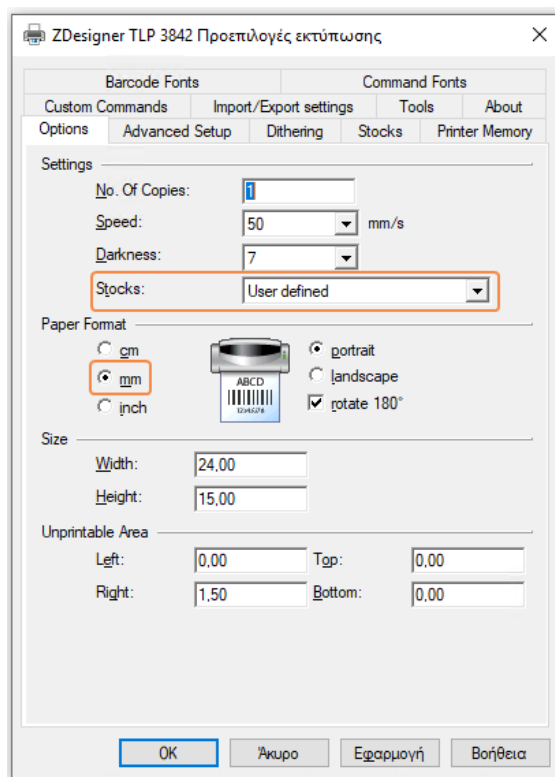 ZDesigner TLP 3842 Προεπιλογές εκτύπωσης
Barcode Fonts Command Fonts
Custom Commands Import/Export settings Tools About
Options Advanced Setup Dithering Stocks Printer Memory
Settings
No. Of Copies: 1
Speed: 50 mm/s
Darkness: 7
Stocks: User defined
Paper Format
cm portrait
mm landscape
inch rotate 180°
ABCD
12345678
Size
Width: 24,00
Height: 15,00
Unprintable Area
Left: 0,00 Top: 0,00
Right: 1,50 Bottom: 0,00
OK Άκυρο Εφαρμογή Βοήθεια